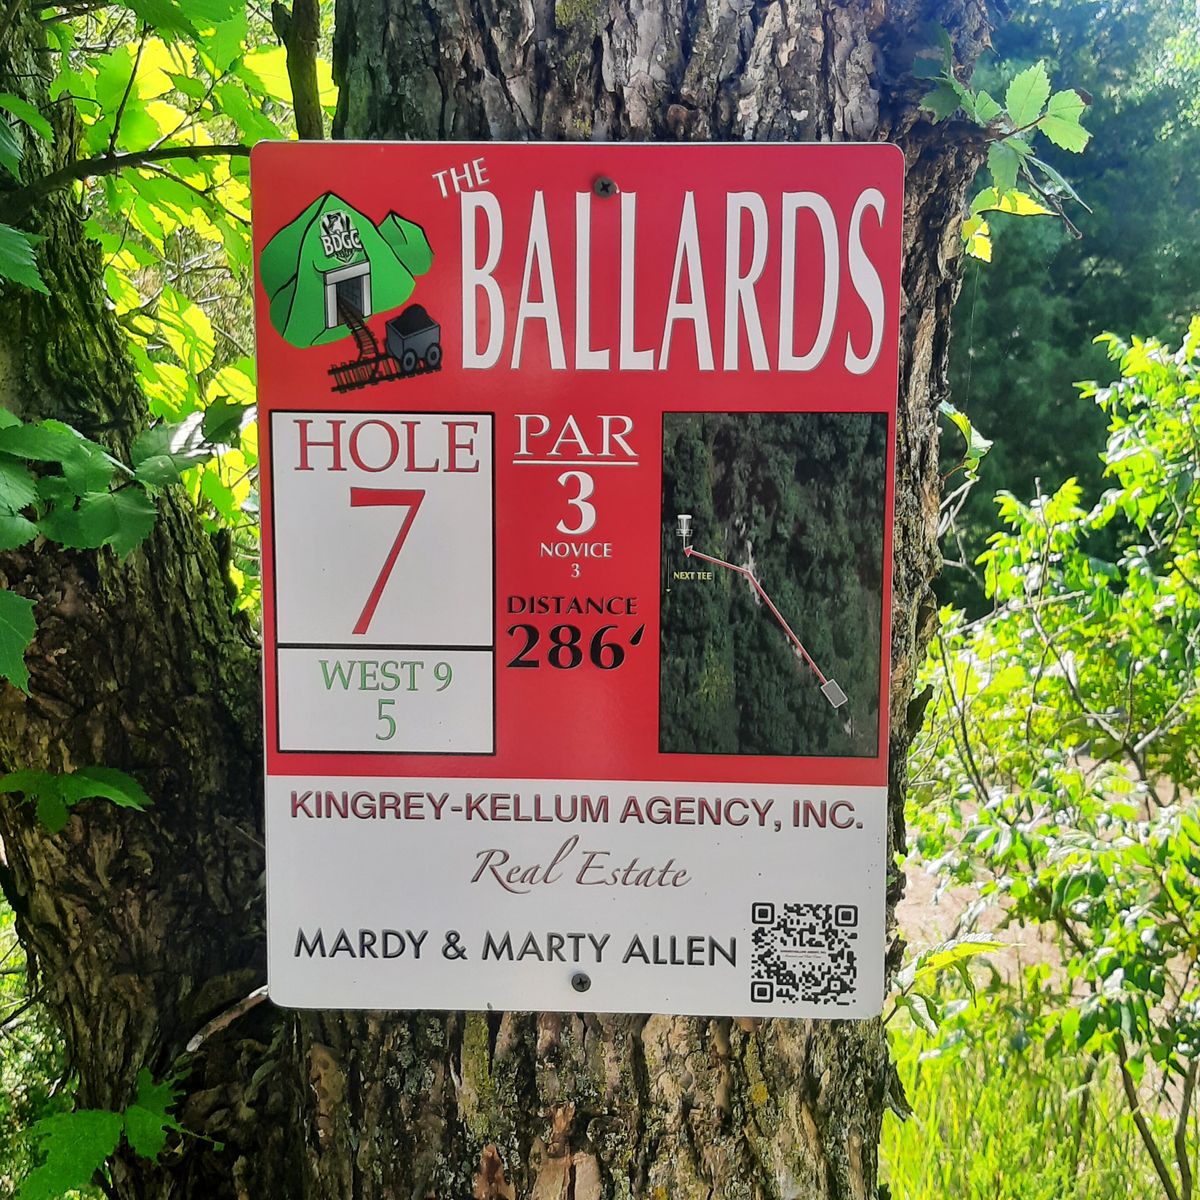 THE
BALLARDS
BDGC
HOLE
7
WEST 9
5
PAR
3
NOVICE
3
DISTANCE
286'
NEXT TEE
KINGREY-KELLUM AGENCY, INC.
Real Estate
MARDY & MARTY ALLEN